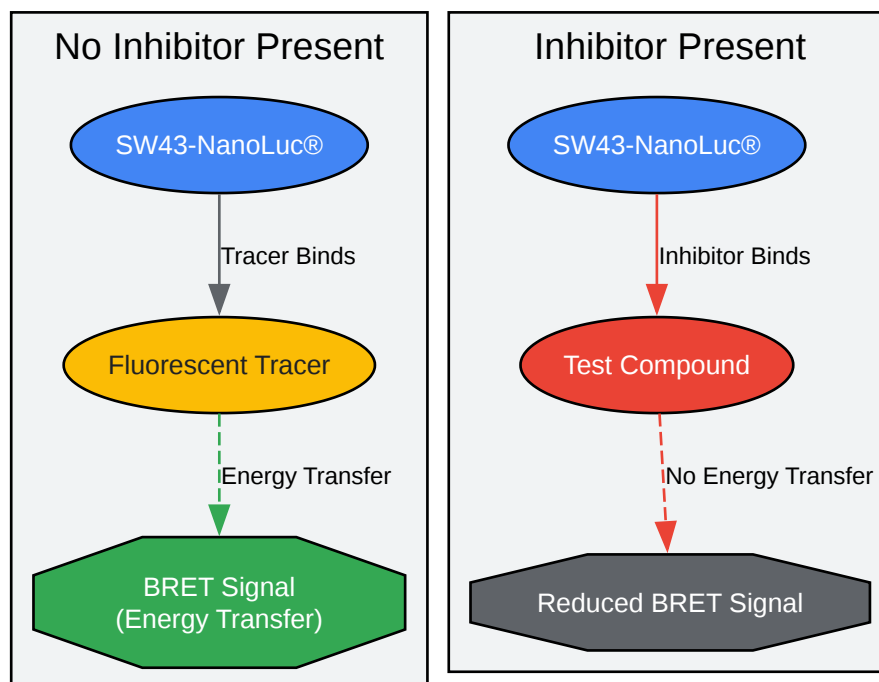 No Inhibitor Present
SW43-NanoLuc®
Tracer Binds
Fluorescent Tracer
Energy Transfer
BRET Signal
(Energy Transfer)
Inhibitor Present
SW43-NanoLuc®
Inhibitor Binds
Test Compound
No Energy Transfer
Reduced BRET Signal